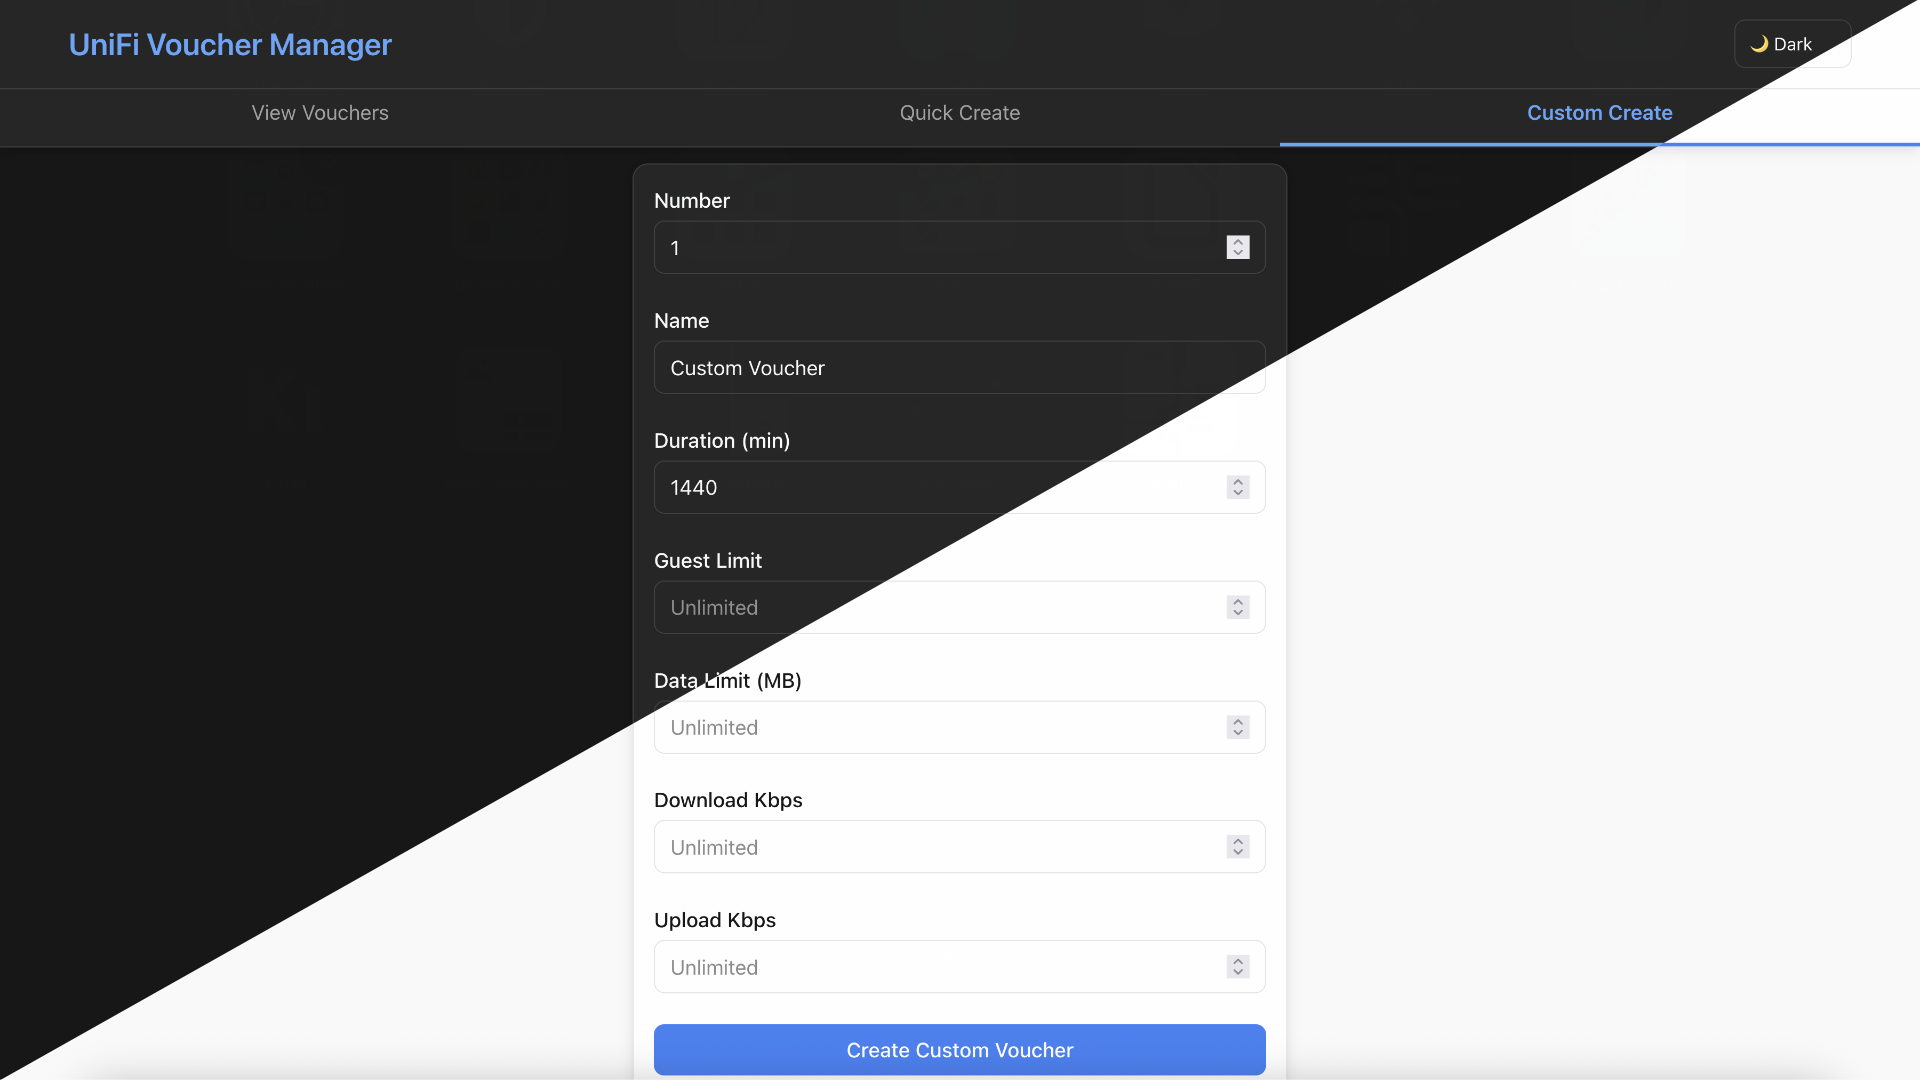 UniFi Voucher Manager
🌙 Dark
View Vouchers
Quick Create
Custom Create
Number
1
Name
Custom Voucher
Duration (min)
1440
Guest Limit
Unlimited
Data Limit (MB)
Unlimited
Download Kbps
Unlimited
Upload Kbps
Unlimited
Create Custom Voucher